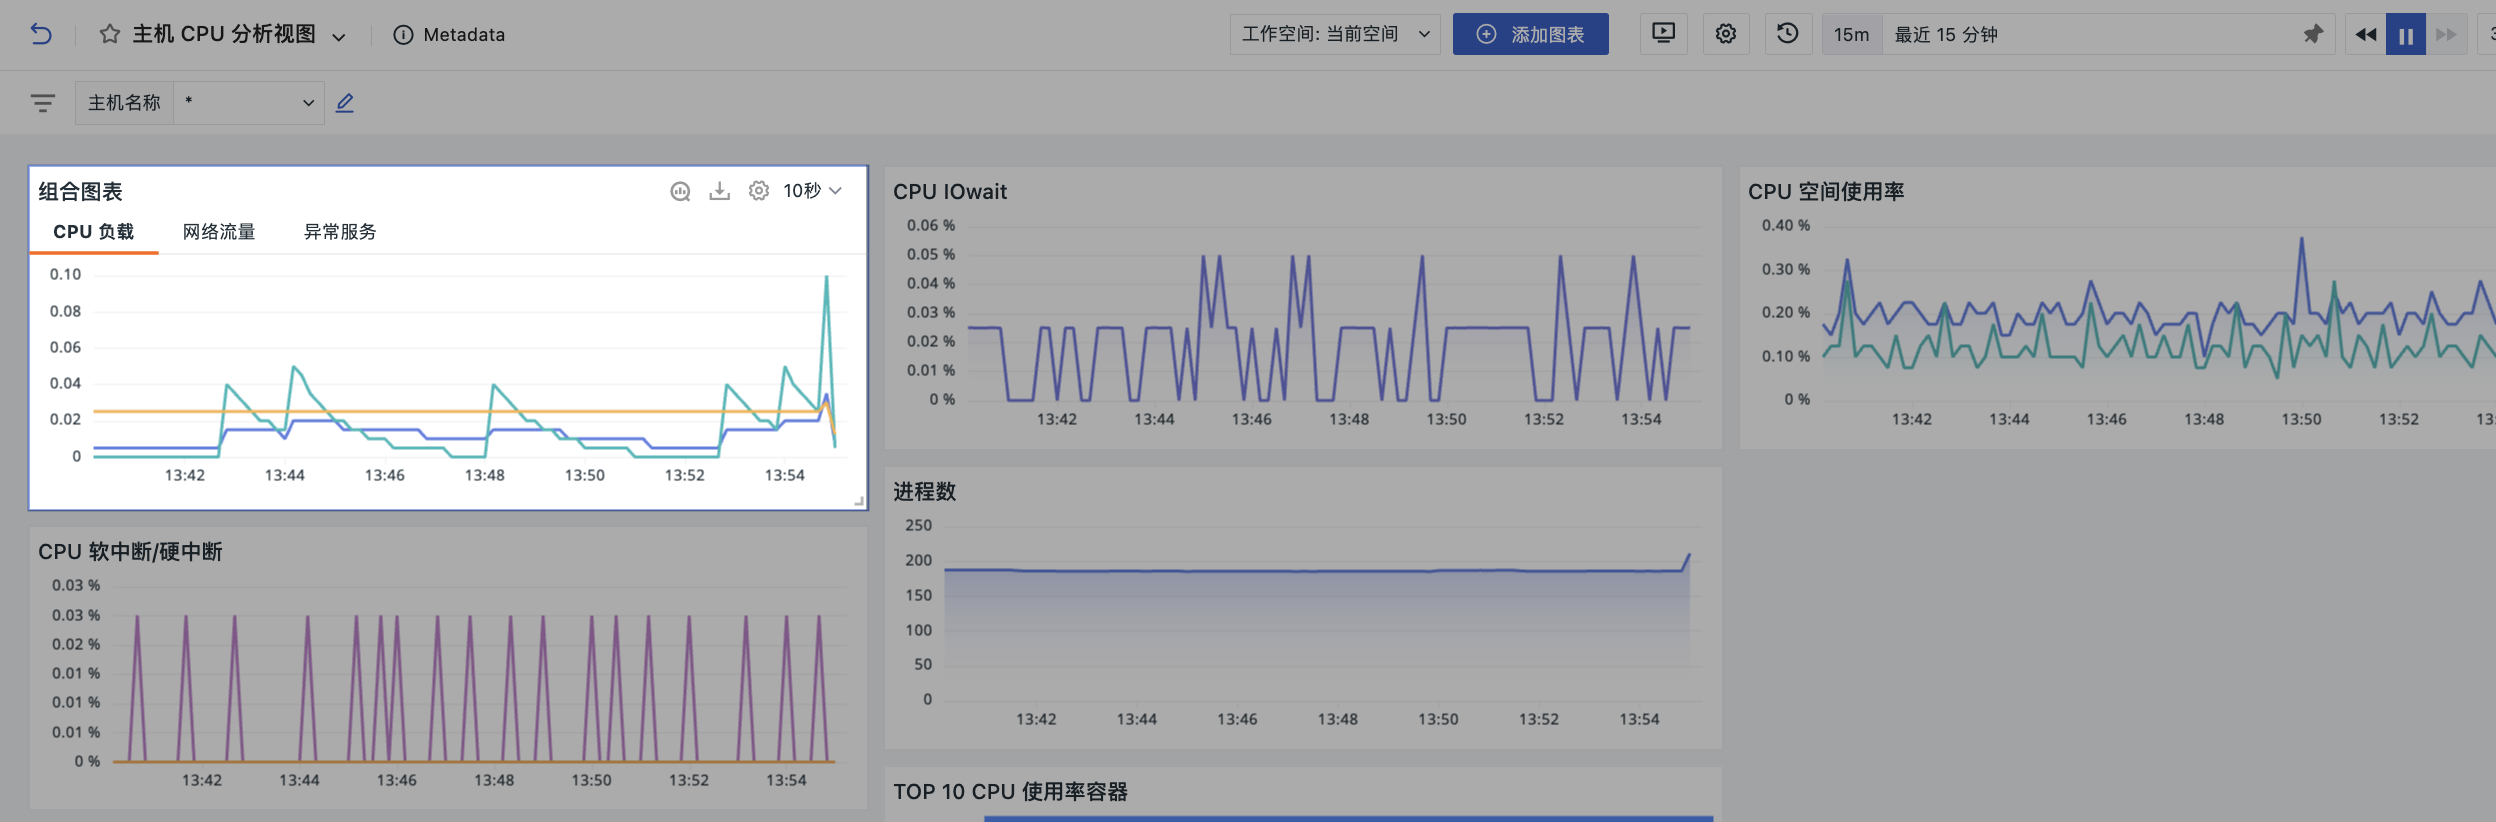 主机 CPU 分析视图 Metadata 工作空间: 当前空间 添加图表 15m 最近 15 分钟
主机名称 *
组合图表 10秒
CPU 负载 网络流量 异常服务
0.10
0.08
0.06
0.04
0.02
0
13:42 13:44 13:46 13:48 13:50 13:52 13:54
CPU 软中断/硬中断
0.03 %
0.03 %
0.02 %
0.01 %
0.01 %
0.01 %
0 %
13:42 13:44 13:46 13:48 13:50 13:52 13:54
CPU IOwait
0.06 %
0.05 %
0.04 %
0.03 %
0.02 %
0.01 %
0 %
13:42 13:44 13:46 13:48 13:50 13:52 13:54
进程数
250
200
150
100
50
0
13:42 13:44 13:46 13:48 13:50 13:52 13:54
TOP 10 CPU 使用率容器
CPU 空间使用率
0.40 %
0.30 %
0.20 %
0.10 %
0 %
13:42 13:44 13:46 13:48 13:50 13:52